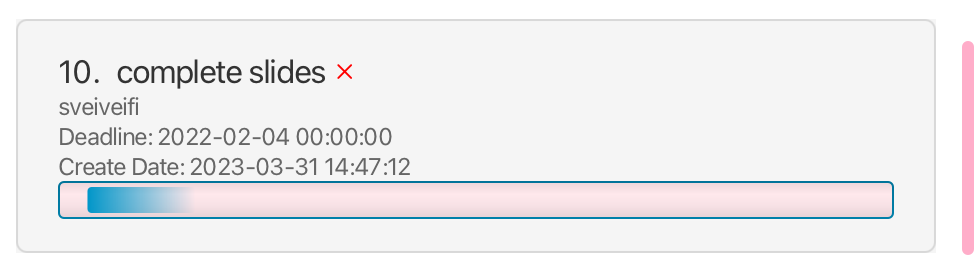 10. complete slides ×
sveiveifi
Deadline: 2022-02-04 00:00:00
Create Date: 2023-03-31 14:47:12